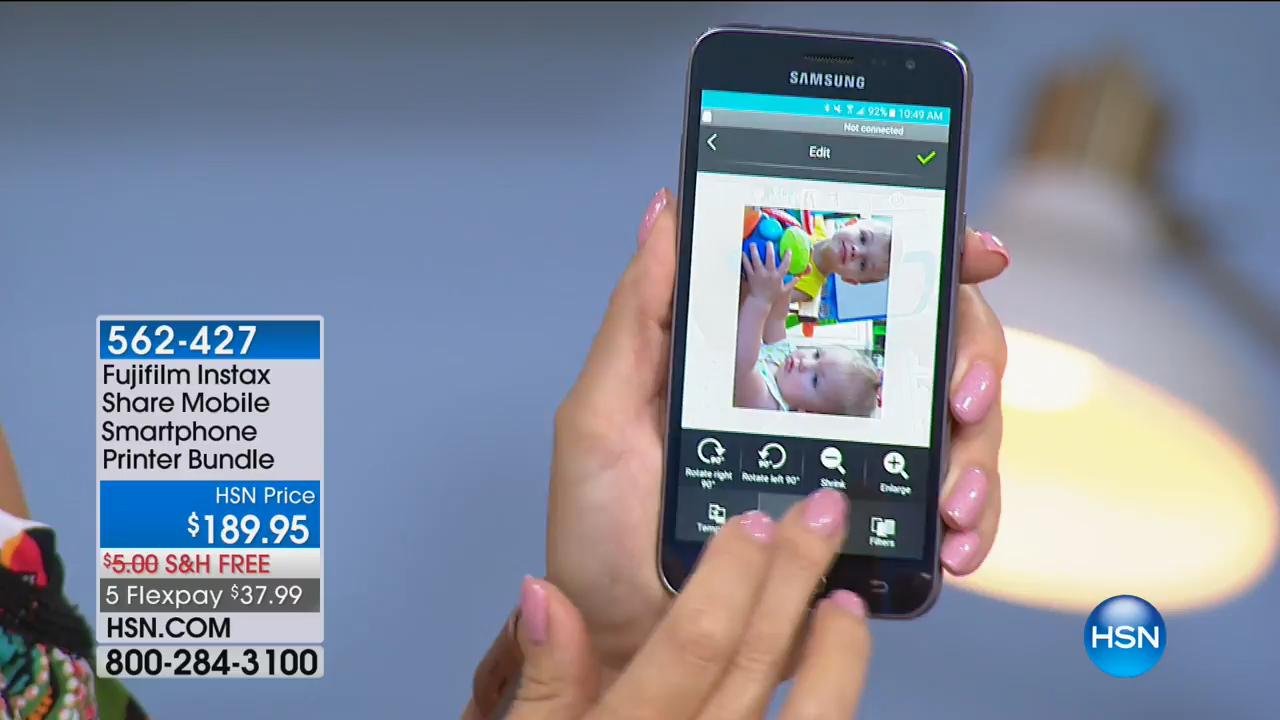 562-427
Fujifilm Instax
Share Mobile
Smartphone
Printer Bundle
HSN Price
$189.95
$5.00 S&H FREE
5 Flexpay $37.99
HSN.COM
800-284-3100
SAMSUNG
92% 10:49 AM
Not connected
Edit
Rotate right 90°
Rotate left 90°
Shrink
Enlarge
Filters
HSN